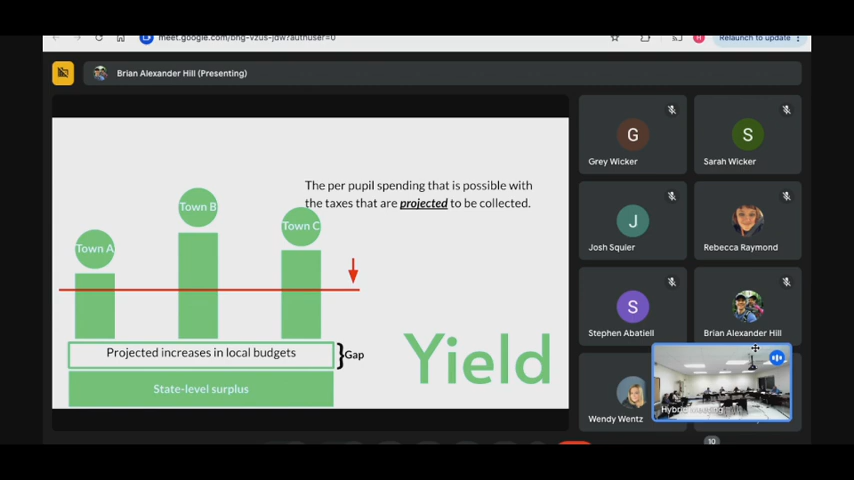 meet.google.com/bhg-vzus-jdw?authuser=0
Relaunch to update
Brian Alexander Hill (Presenting)
The per pupil spending that is possible with
the taxes that are projected to be collected.
Town A
Town B
Town C
Projected increases in local budgets
Gap
State-level surplus
Yield
G
Grey Wicker
S
Sarah Wicker
J
Josh Squier
Rebecca Raymond
S
Stephen Abatiell
Brian Alexander Hill
Wendy Wentz
Hybrid Meeting
10